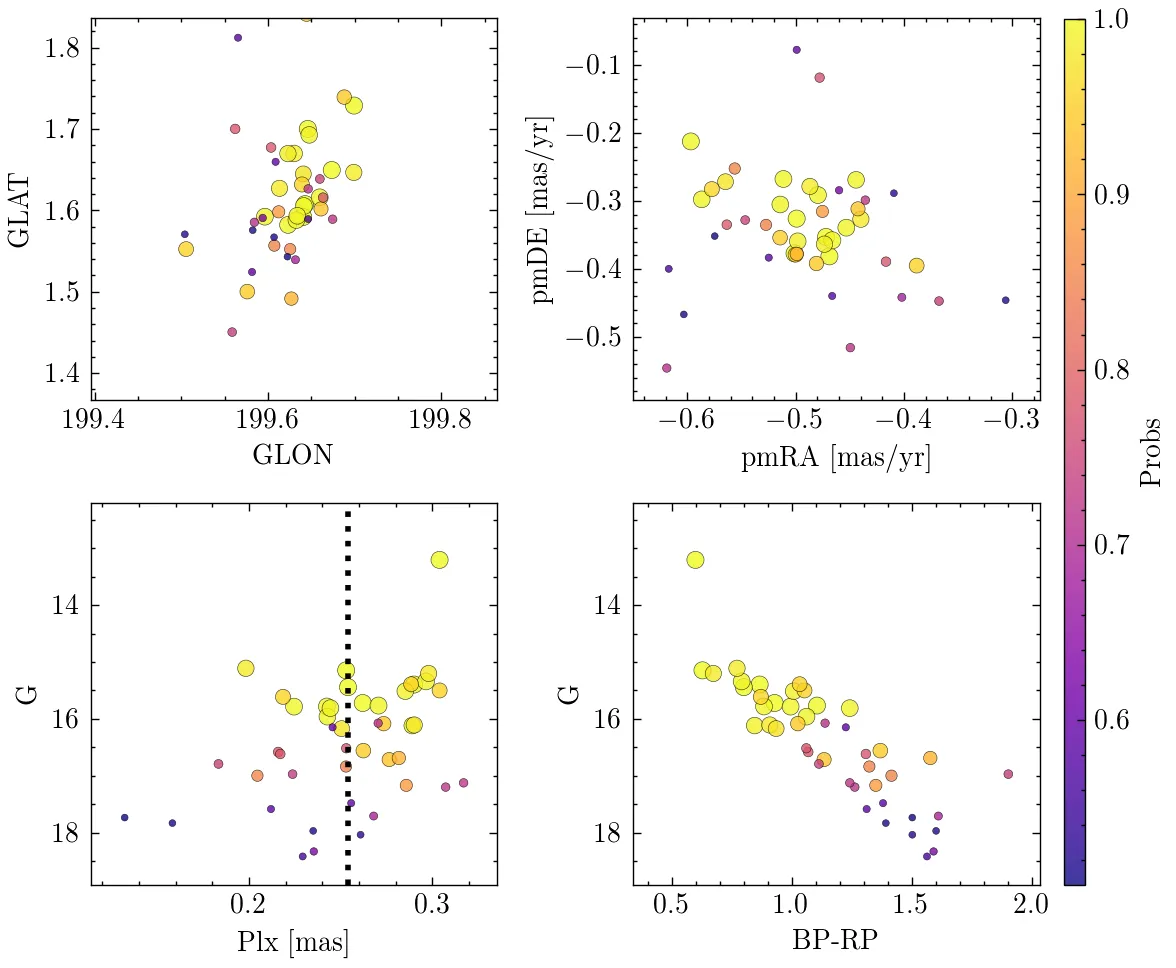 1.8
1.7
1.6
1.5
1.4
GLAT
199.4 199.6 199.8
GLON
−0.1
−0.2
−0.3
−0.4
−0.5
pmDE [mas/yr]
−0.6 −0.5 −0.4 −0.3
pmRA [mas/yr]
14
16
18
G
0.2 0.3
Plx [mas]
14
16
18
G
0.5 1.0 1.5 2.0
BP-RP
1.0
0.9
0.8
0.7
0.6
Probs